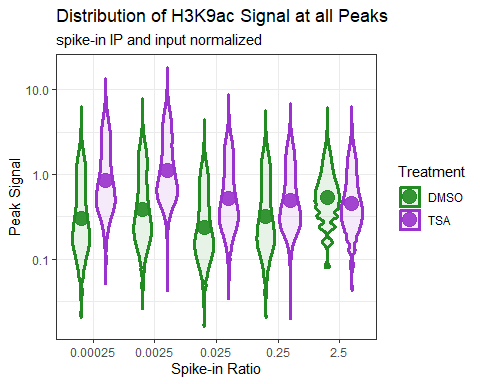 Distribution of H3K9ac Signal at all Peaks
spike-in IP and input normalized
Peak Signal
10.0
1.0
0.1
0.00025
0.0025
0.025
0.25
2.5
Spike-in Ratio
Treatment
DMSO
TSA